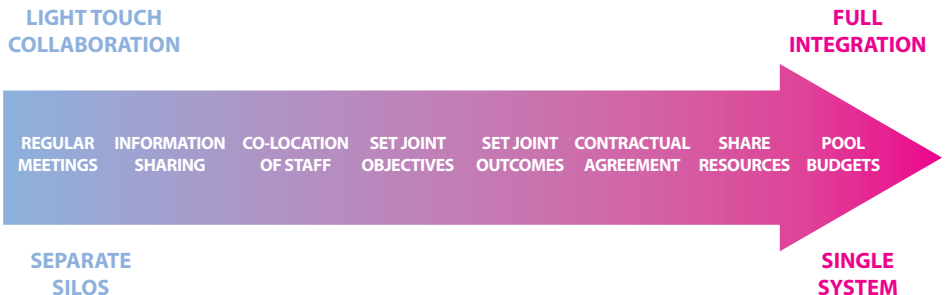 LIGHT TOUCH
COLLABORATION
FULL
INTEGRATION
REGULAR
MEETINGS
INFORMATION
SHARING
CO-LOCATION
OF STAFF
SET JOINT
OBJECTIVES
SET JOINT
OUTCOMES
CONTRACTUAL
AGREEMENT
SHARE
RESOURCES
POOL
BUDGETS
SEPARATE
SILOS
SINGLE
SYSTEM